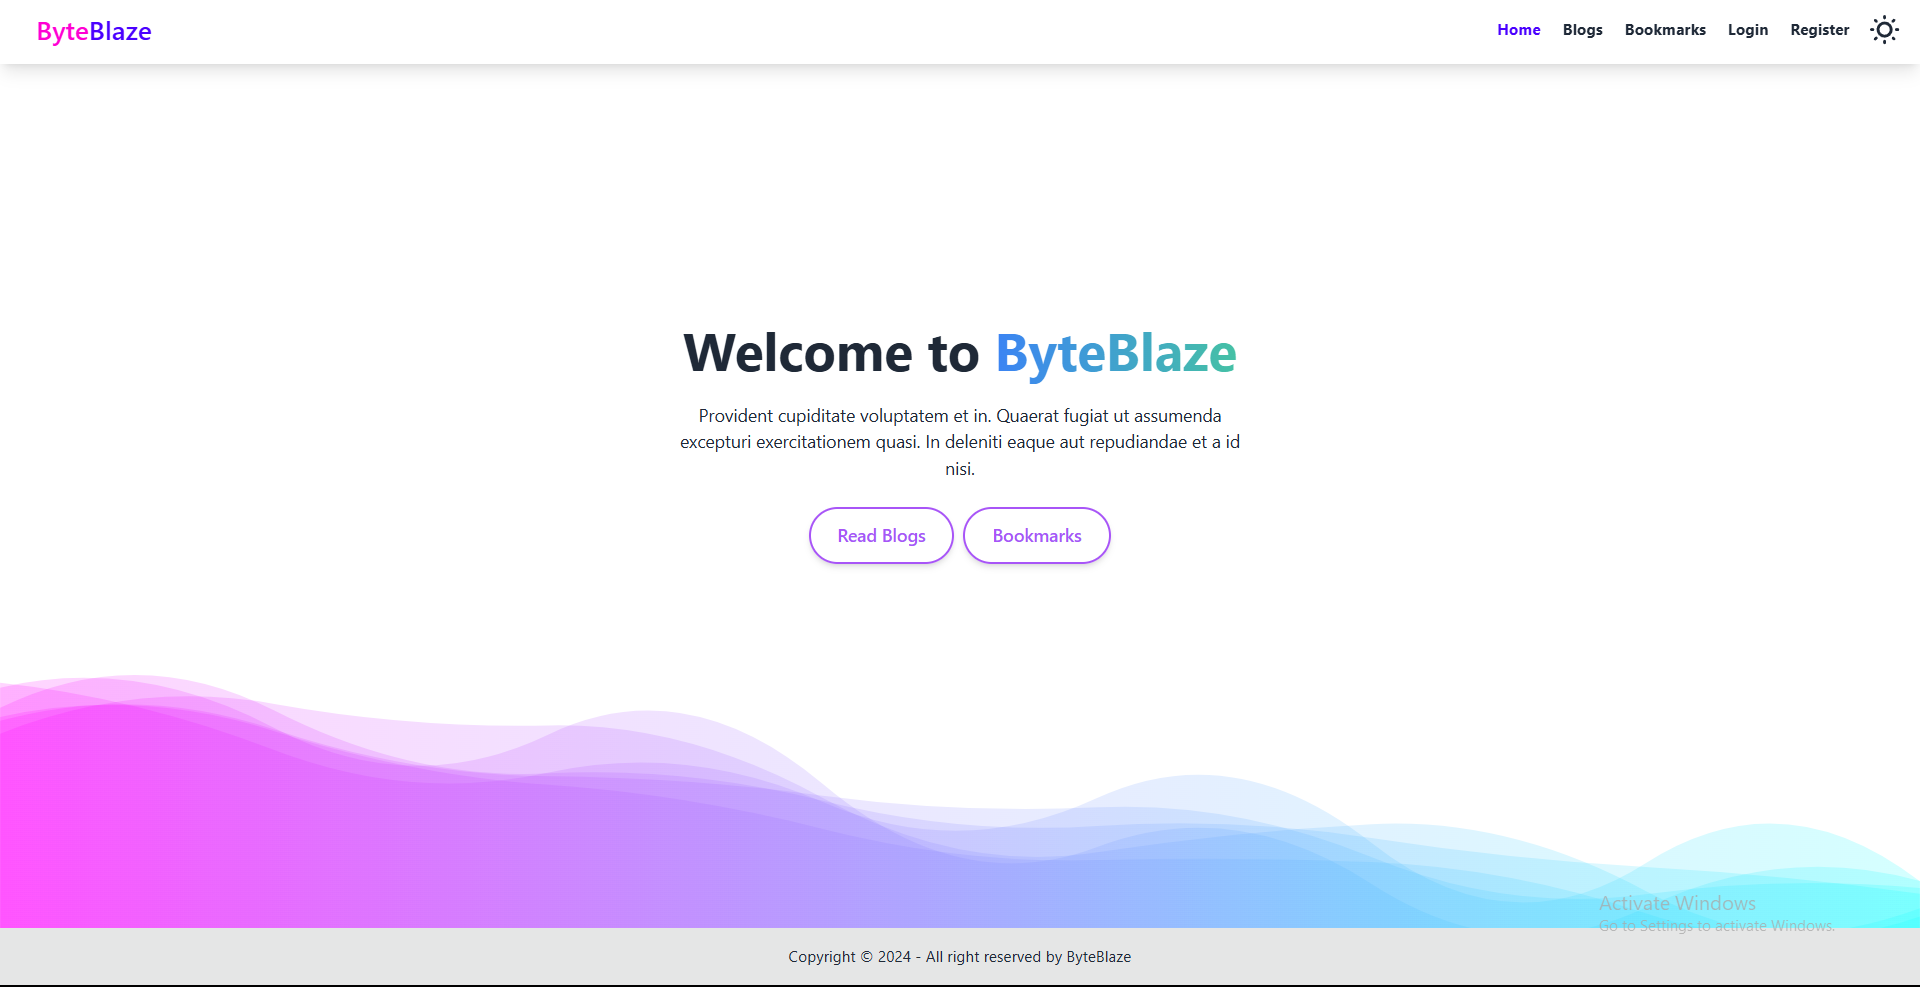 ByteBlaze
Home Blogs Bookmarks Login Register
Welcome to ByteBlaze
Provident cupiditate voluptatem et in. Quaerat fugiat ut assumenda
excepturi exercitationem quasi. In deleniti eaque aut repudiandae et a id
nisi.
Read Blogs Bookmarks
Activate Windows
Go to Settings to activate Windows.
Copyright © 2024 - All right reserved by ByteBlaze